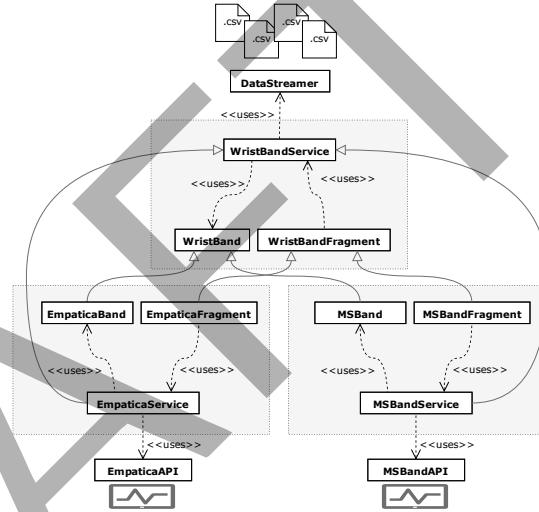 .csv
.csv
.csv
.csv
DataStreamer
<<uses>>
WristBandService
<<uses>>
<<uses>>
WristBand
WristBandFragment
EmpaticaBand
EmpaticaFragment
MSBand
MSBandFragment
<<uses>>
<<uses>>
<<uses>>
<<uses>>
EmpaticaService
MSBandService
<<uses>>
<<uses>>
EmpaticaAPI
MSBandAPI